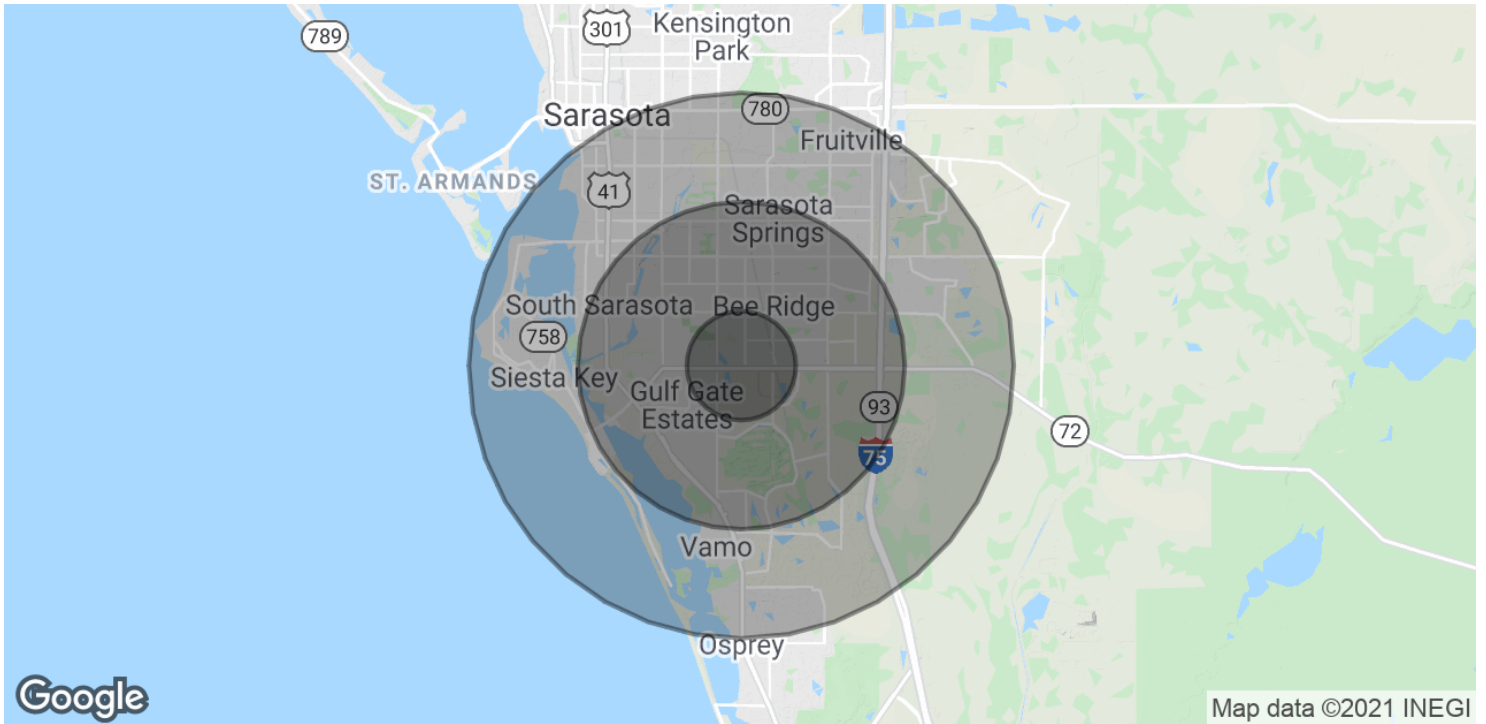 789
301
Kensington
Park
Sarasota
780
Fruitville
ST. ARMANDS
41
Sarasota
Springs
South Sarasota
Bee Ridge
758
Siesta Key
Gulf Gate
Estates
93
72
75
Vamo
Osprey
Google
Map data ©2021 INEGI